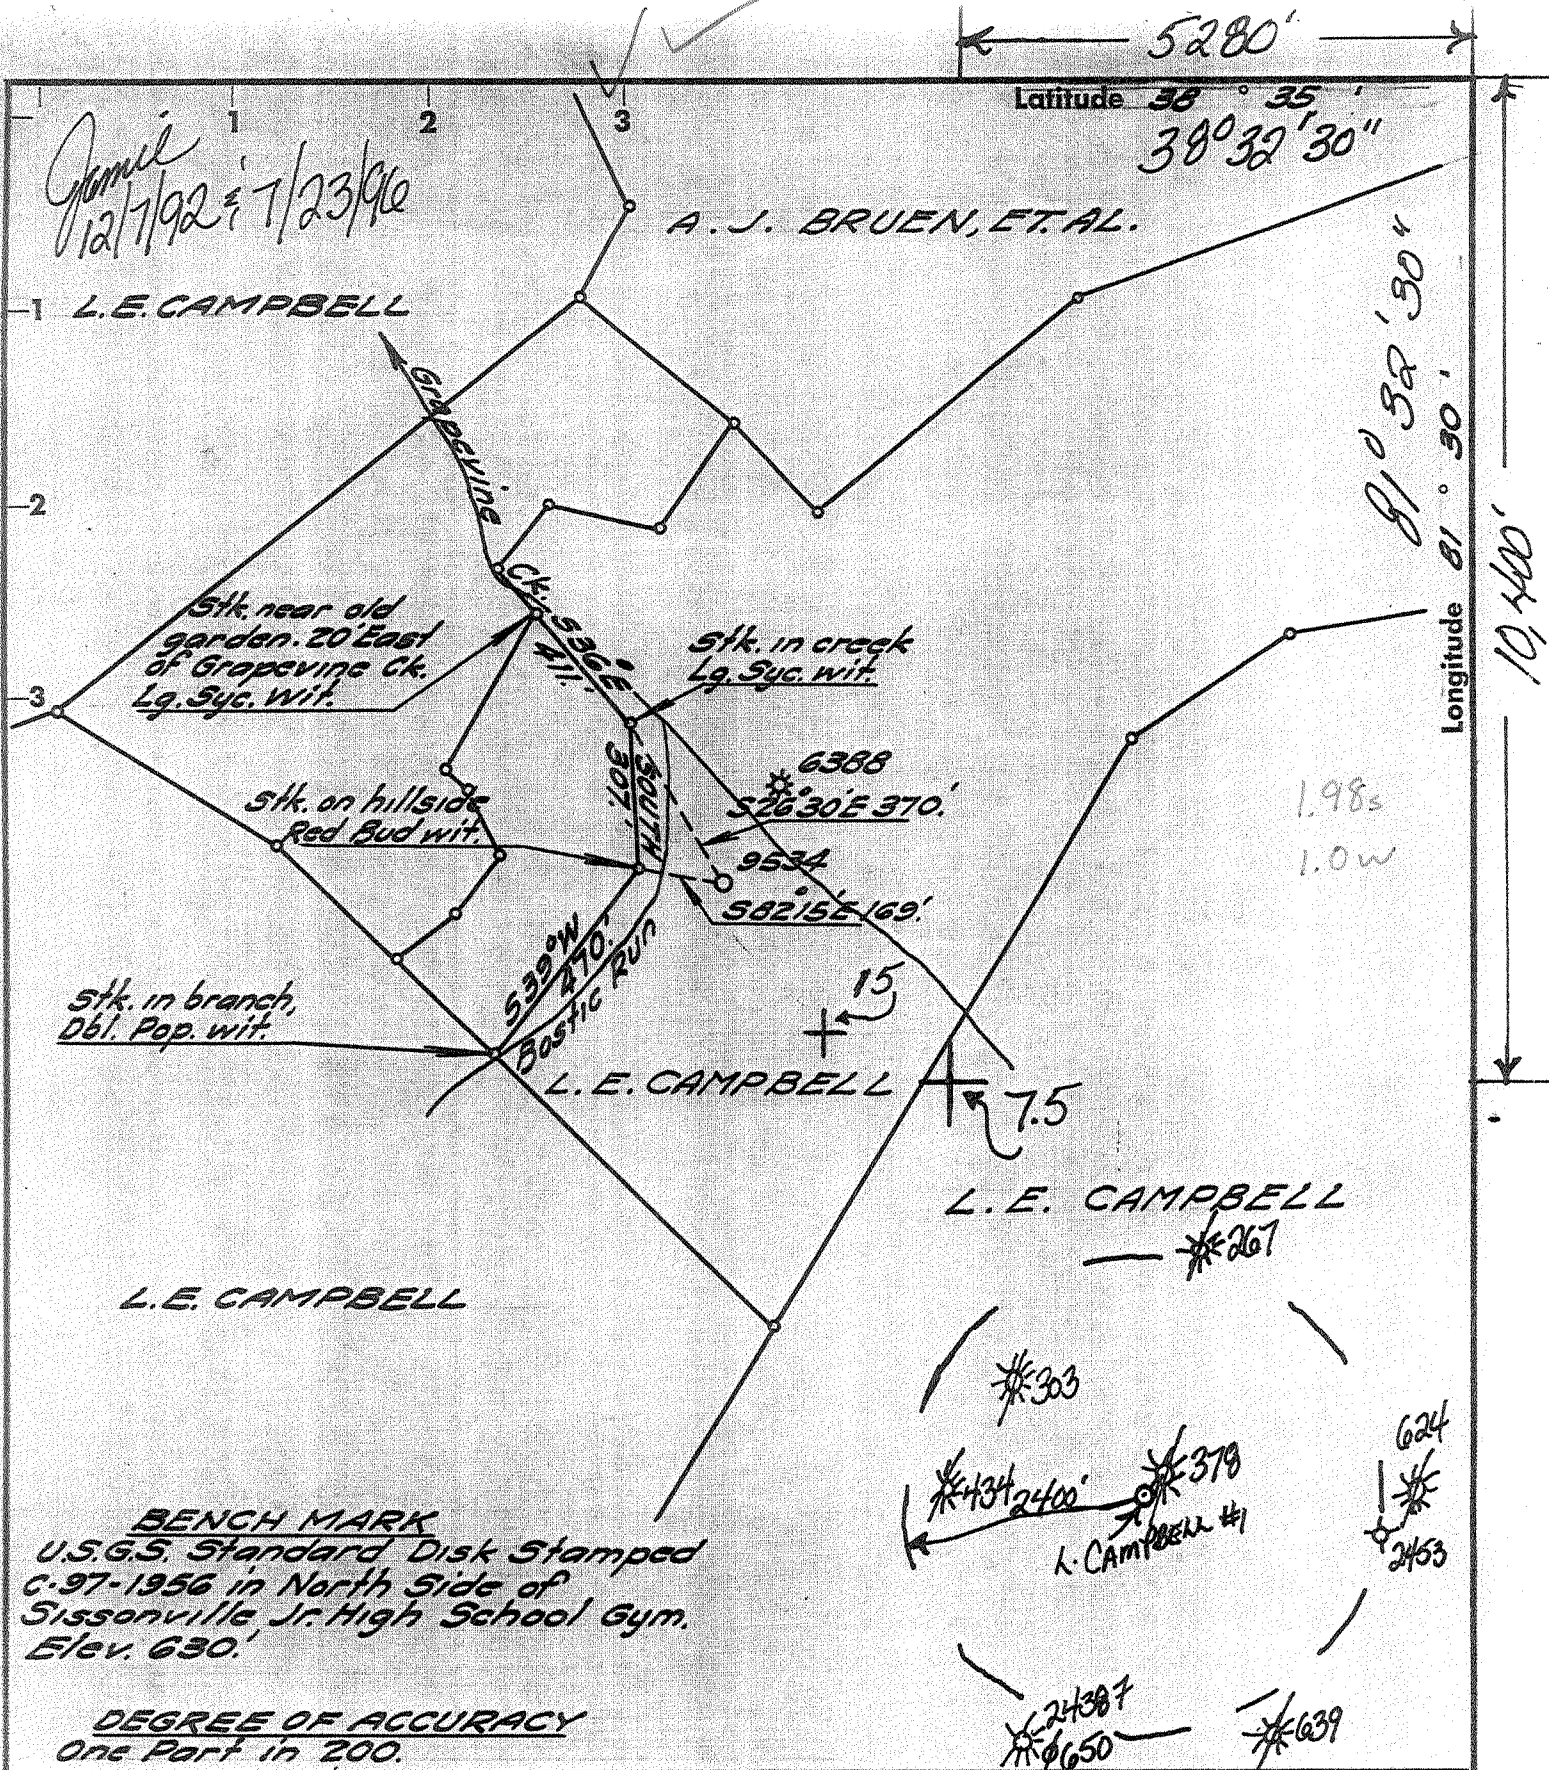 5280'
Latitude 38 ° 35 '
38° 32' 30"
1 2 3
Jamie
12/7/92 & 7/23/96
A. J. BRUEN, ET. AL.
1
L.E. CAMPBELL
81° 32' 30"
Longitude 81 ° 30 '
10,400'
Grapevine
Ck.
2
S36°E
411.'
Stk. near old
garden. 20' East
of Grapevine Ck.
Lg. Syc. Wit.
Stk. in creek
Lg. Syc. wit.
3
SOUTH
307.'
6388
S26°30'E 370.'
1.98s
1.0w
Stk. on hillside
Red Bud wit.
9534
S82°15'E 169.'
S39°W
470.'
Bostic Run
15
Stk. in branch,
Dbl. Pop. wit.
L. E. CAMPBELL
7.5
L. E. CAMPBELL
267
L.E. CAMPBELL
303
624
378
434
2400'
L. CAMPBELL #1
2453
BENCH MARK
U.S.G.S. Standard Disk Stamped
C-97-1956 in North Side of
Sissonville Jr. High School Gym.
Elev. 630.'
24387
650
639
DEGREE OF ACCURACY
One Part in 200.